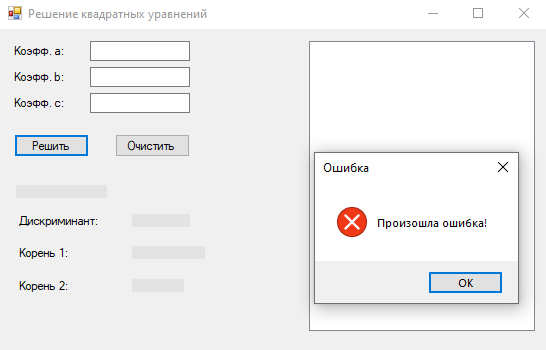 Решение квадратных уравнений
Коэфф. a:
Коэфф. b:
Коэфф. c:
Решить
Очистить
Дискриминант:
Корень 1:
Корень 2:
Ошибка
Произошла ошибка!
OK